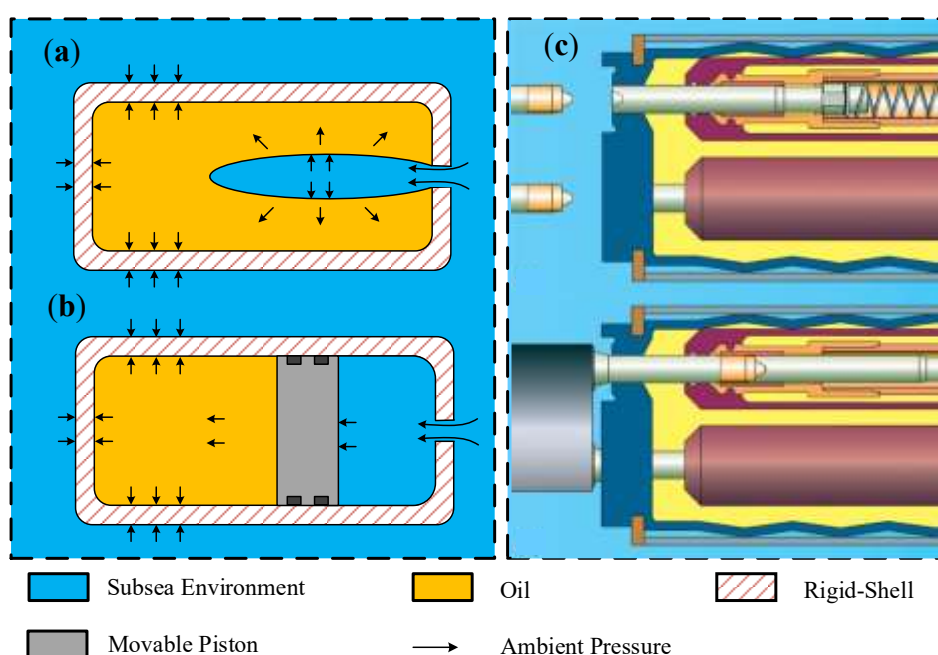 (a)
(b)
(c)
Subsea Environment
Oil
Rigid-Shell
Movable Piston
Ambient Pressure